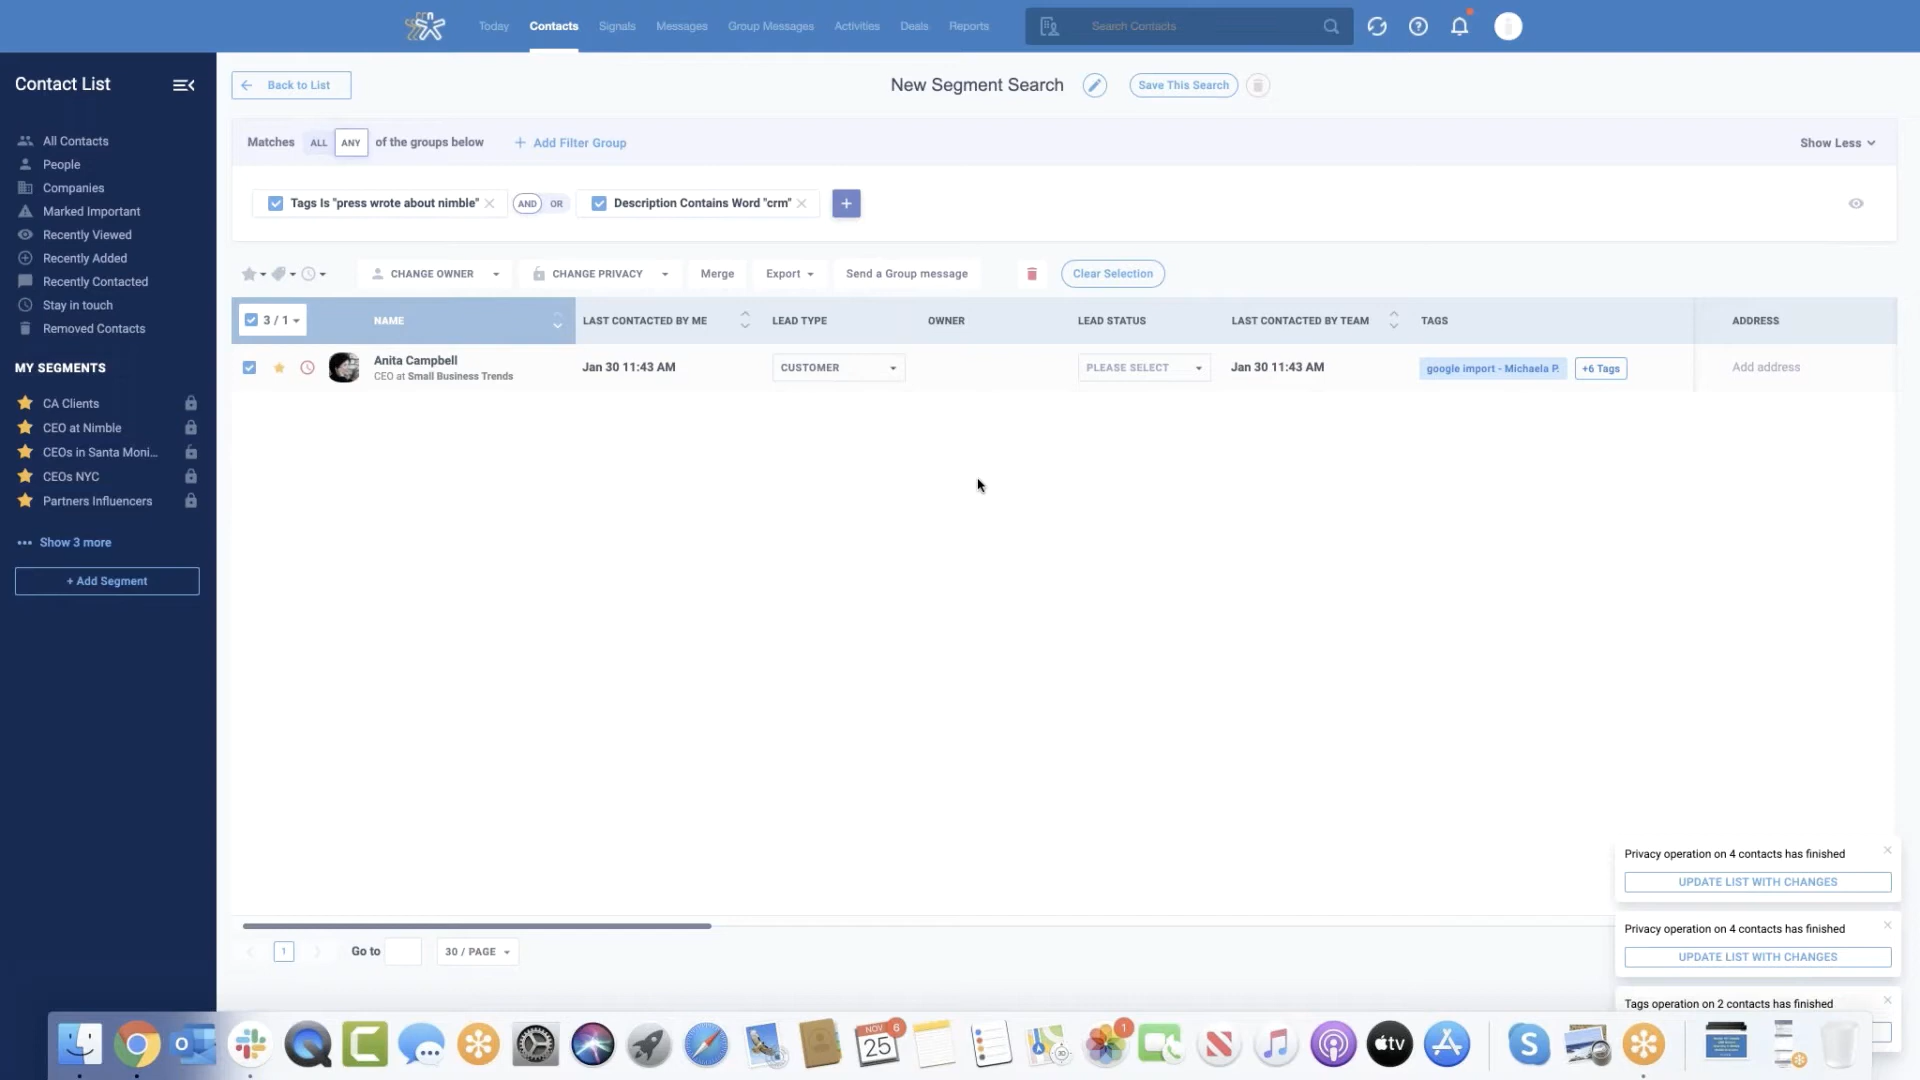 Today Contacts Signals Messages Group Messages Activities Deals Reports Search Contacts
Contact List
Back to List
New Segment Search
Save This Search
Matches ALL ANY of the groups below + Add Filter Group
Show Less
Tags Is "press wrote about nimble" AND OR Description Contains Word "crm" +
CHANGE OWNER CHANGE PRIVACY Merge Export Send a Group message Clear Selection
3 / 1 NAME LAST CONTACTED BY ME LEAD TYPE OWNER LEAD STATUS LAST CONTACTED BY TEAM TAGS ADDRESS
Anita Campbell
CEO at Small Business Trends
Jan 30 11:43 AM CUSTOMER PLEASE SELECT Jan 30 11:43 AM google import - Michaela P. +6 Tags Add address
All Contacts
People
Companies
Marked Important
Recently Viewed
Recently Added
Recently Contacted
Stay in touch
Removed Contacts
MY SEGMENTS
CA Clients
CEO at Nimble
CEOs in Santa Moni...
CEOs NYC
Partners Influencers
Show 3 more
+ Add Segment
1 Go to 30 / PAGE
Privacy operation on 4 contacts has finished
UPDATE LIST WITH CHANGES
Privacy operation on 4 contacts has finished
UPDATE LIST WITH CHANGES
Tags operation on 2 contacts has finished
NOV
25
6
1
tv
S